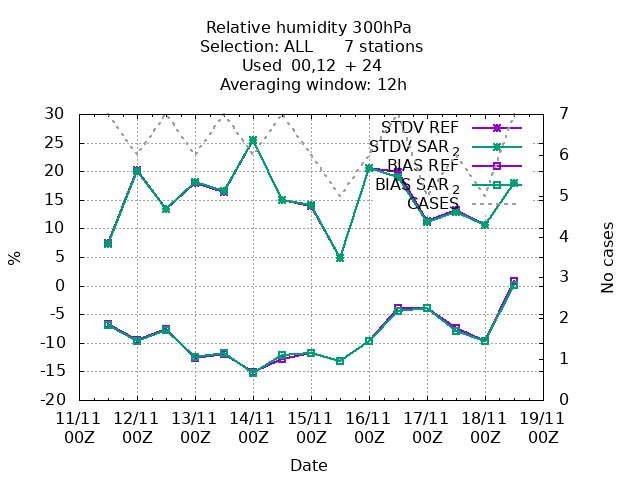 Relative humidity 300hPa
Selection: ALL 7 stations
Used 00,12 + 24
Averaging window: 12h
STDV REF
STDV SAR 2
BIAS REF
BIAS SAR 2
CASES
30
25
20
15
10
5
0
-5
-10
-15
-20
%
7
6
5
4
3
2
1
0
No cases
11/11 12/11 13/11 14/11 15/11 16/11 17/11 18/11 19/11
00Z 00Z 00Z 00Z 00Z 00Z 00Z 00Z 00Z
Date